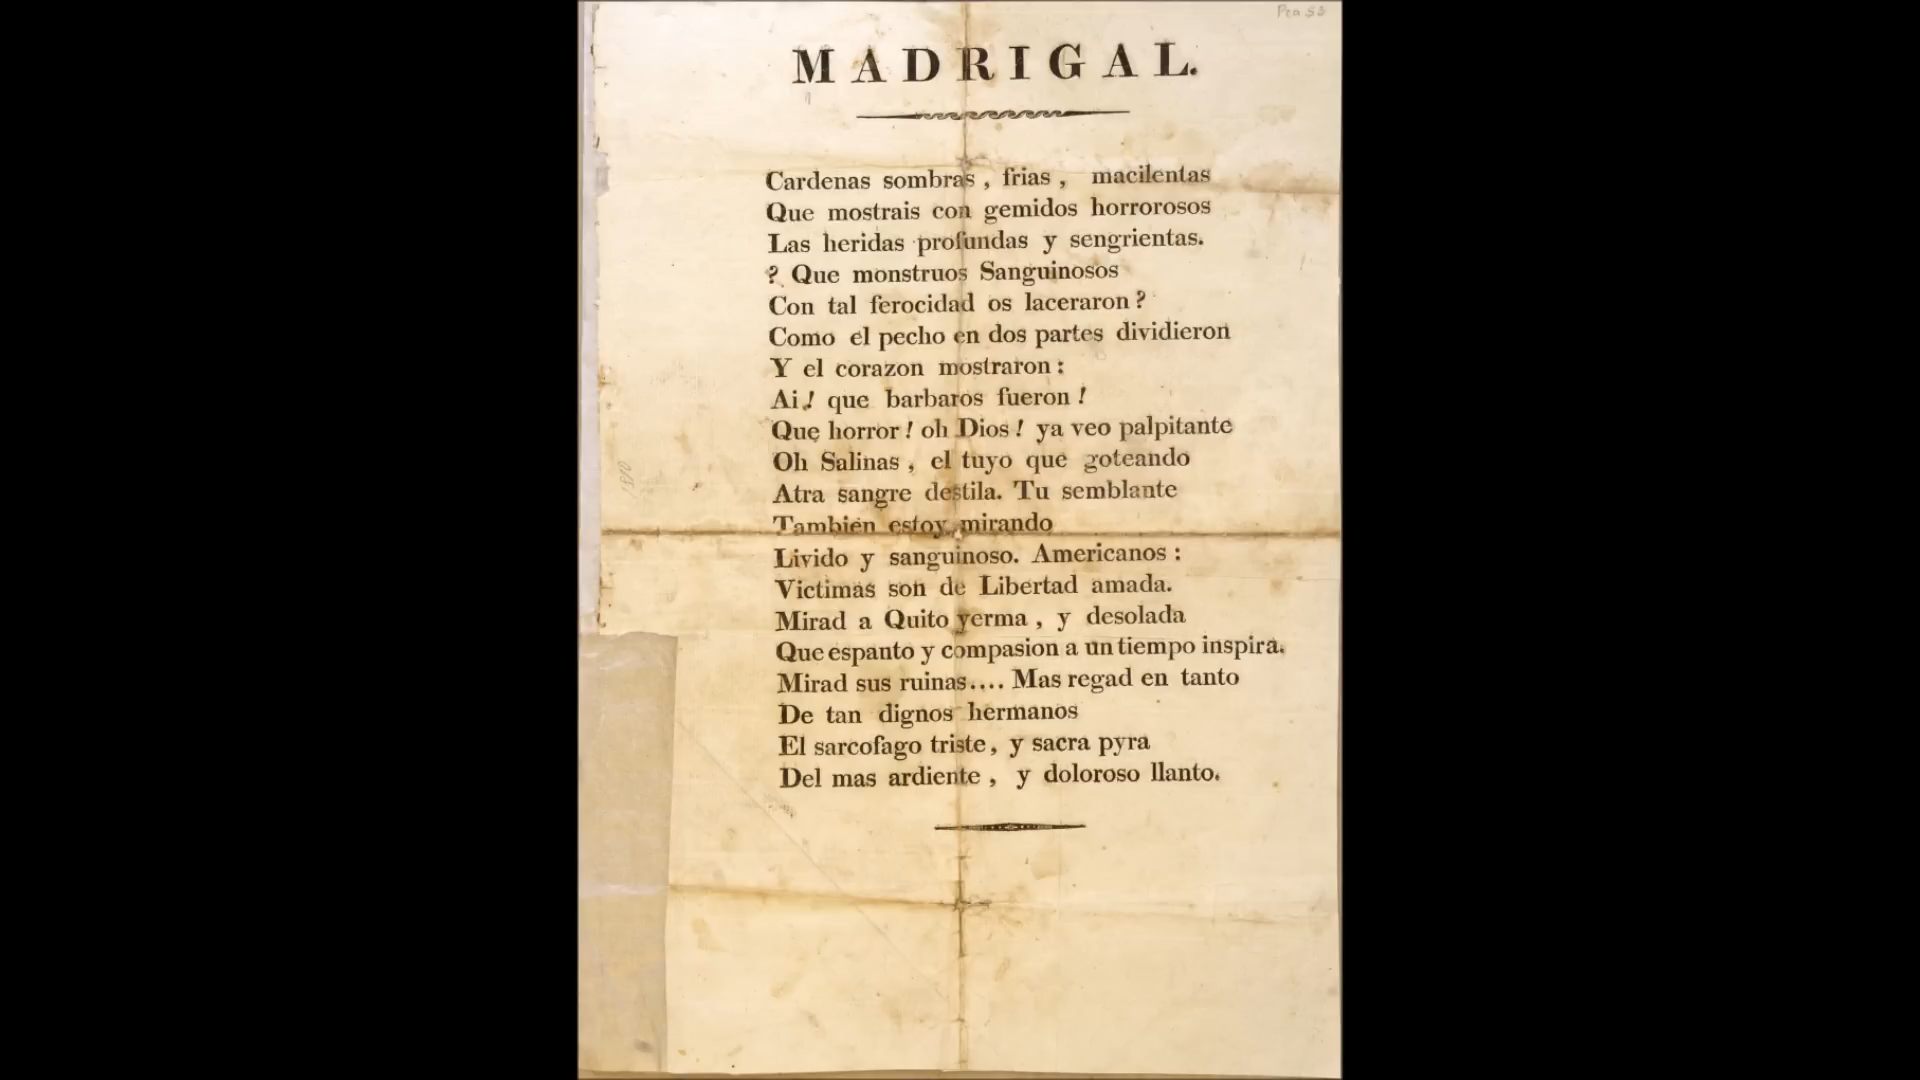 MADRIGAL.
Cardenas sombras, frias, macilentas
Que mostrais con gemidos horrorosos
Las heridas profundas y sengrientas.
? Que monstruos Sanguinosos
Con tal ferocidad os laceraron?
Como el pecho en dos partes dividieron
Y el corazon mostraron:
Ai! que barbaros fueron!
Que horror! oh Dios! ya veo palpitante
Oh Salinas, el tuyo que goteando
Atra sangre destila. Tu semblante
También estoy mirando
Livido y sanguinoso. Americanos:
Victimas son de Libertad amada.
Mirad a Quito yerma, y desolada
Que espanto y compasion a un tiempo inspira.
Mirad sus ruinas.... Mas regad en tanto
De tan dignos hermanos
El sarcofago triste, y sacra pyra
Del mas ardiente, y doloroso llanto.